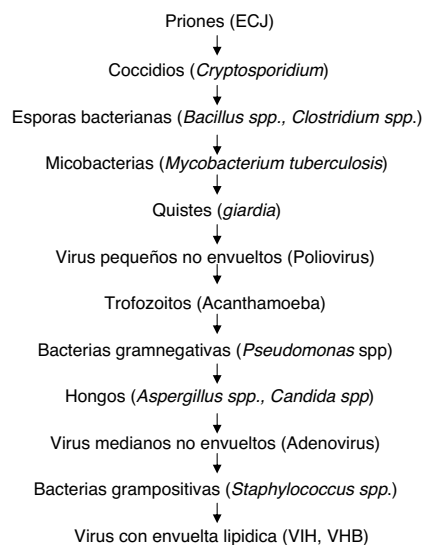 Priones (ECJ)
Coccidios (Cryptosporidium)
Esporas bacterianas (Bacillus spp., Clostridium spp.)
Micobacterias (Mycobacterium tuberculosis)
Quistes (giardia)
Virus pequeños no envueltos (Poliovirus)
Trofozoitos (Acanthamoeba)
Bacterias gramnegativas (Pseudomonas spp)
Hongos (Aspergillus spp., Candida spp)
Virus medianos no envueltos (Adenovirus)
Bacterias grampositivas (Staphylococcus spp.)
Virus con envuelta lipidica (VIH, VHB)